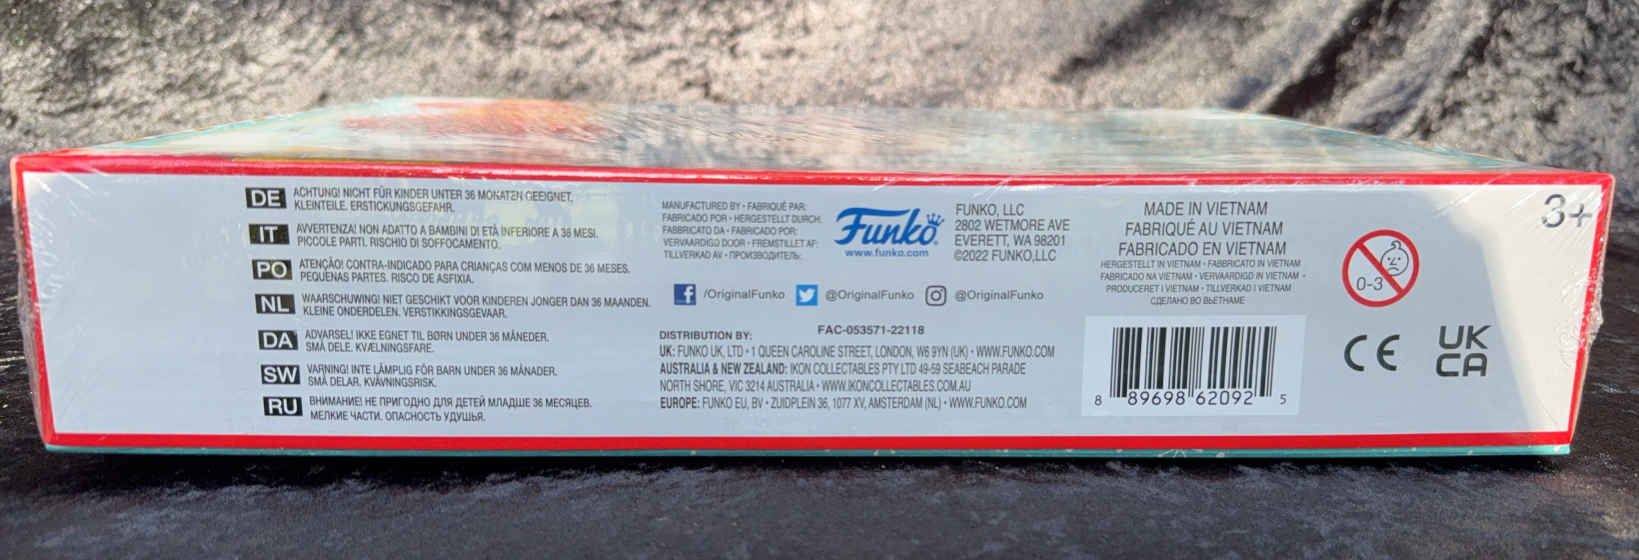 DE ACHTUNG! NICHT FÜR KINDER UNTER 36 MONATEN GEEIGNET.
KLEINTEILE. ERSTICKUNGSGEFAHR.
IT AVVERTENZA! NON ADATTO A BAMBINI DI ETÀ INFERIORE A 36 MESI.
PICCOLE PARTI. RISCHIO DI SOFFOCAMENTO.
PO ATENÇÃO! CONTRA-INDICADO PARA CRIANÇAS COM MENOS DE 36 MESES.
PEQUENAS PARTES. RISCO DE ASFIXIA.
NL WAARSCHUWING! NIET GESCHIKT VOOR KINDEREN JONGER DAN 36 MAANDEN.
KLEINE ONDERDELEN. VERSTIKKINGSGEVAAR.
DA ADVARSEL! IKKE EGNET TIL BØRN UNDER 36 MÅNEDER.
SMÅ DELE. KVÆLNINGSFARE.
SW VARNING! INTE LÄMPLIG FÖR BARN UNDER 36 MÅNADER.
SMÅ DELAR. KVÄVNINGSRISK.
RU ВНИМАНИЕ! НЕ ПРИГОДНО ДЛЯ ДЕТЕЙ МЛАДШЕ 36 МЕСЯЦЕВ.
МЕЛКИЕ ЧАСТИ. ОПАСНОСТЬ УДУШЬЯ.
MANUFACTURED BY • FABRIQUÉ PAR:
FABRICADO POR • HERGESTELLT DURCH:
FABBRICATO DA • FABRICADO POR:
VERVAARDIGD DOOR • FREMSTILLET AF:
TILLVERKAD AV • ПРОИЗВОДИТЕЛЬ:
Funko
www.funko.com
FUNKO, LLC
2802 WETMORE AVE
EVERETT, WA 98201
©2022 FUNKO,LLC
/OriginalFunko @OriginalFunko @OriginalFunko
FAC-053571-22118
DISTRIBUTION BY:
UK: FUNKO UK, LTD • 1 QUEEN CAROLINE STREET, LONDON, W6 9YN (UK) • WWW.FUNKO.COM
AUSTRALIA & NEW ZEALAND: IKON COLLECTABLES PTY LTD 49-59 SEABEACH PARADE
NORTH SHORE, VIC 3214 AUSTRALIA • WWW.IKONCOLLECTABLES.COM.AU
EUROPE: FUNKO EU, BV • ZUIDPLEIN 36, 1077 XV, AMSTERDAM (NL) • WWW.FUNKO.COM
MADE IN VIETNAM
FABRIQUÉ AU VIETNAM
FABRICADO EN VIETNAM
HERGESTELLT IN VIETNAM • FABBRICATO IN VIETNAM
FABRICADO NA VIETNAM • VERVAARDIGD IN VIETNAM •
PRODUCERET I VIETNAM • TILLVERKAD I VIETNAM
СДЕЛАНО ВО ВЬЕТНАМЕ
8 89698 62092 5
3+
0-3
CE
UK
CA